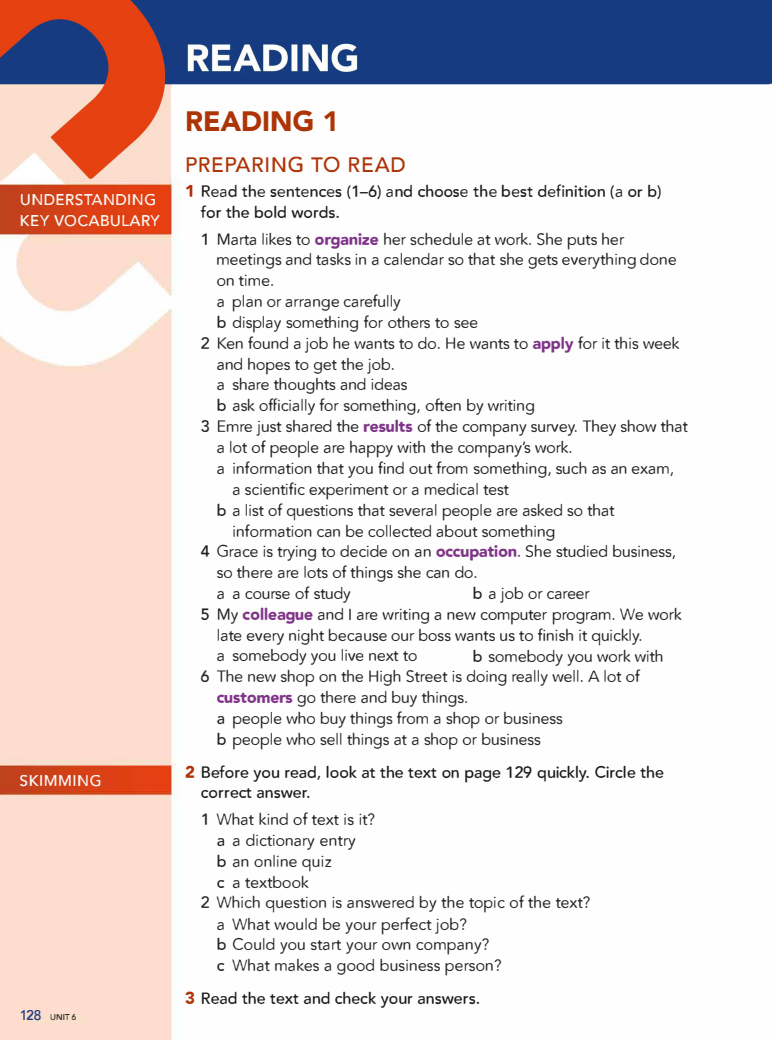 READING
READING 1
PREPARING TO READ
UNDERSTANDING
KEY VOCABULARY
1 Read the sentences (1–6) and choose the best definition (a or b)
for the bold words.
1 Marta likes to organize her schedule at work. She puts her
meetings and tasks in a calendar so that she gets everything done
on time.
a plan or arrange carefully
b display something for others to see
2 Ken found a job he wants to do. He wants to apply for it this week
and hopes to get the job.
a share thoughts and ideas
b ask officially for something, often by writing
3 Emre just shared the results of the company survey. They show that
a lot of people are happy with the company's work.
a information that you find out from something, such as an exam,
a scientific experiment or a medical test
b a list of questions that several people are asked so that
information can be collected about something
4 Grace is trying to decide on an occupation. She studied business,
so there are lots of things she can do.
a a course of study b a job or career
5 My colleague and I are writing a new computer program. We work
late every night because our boss wants us to finish it quickly.
a somebody you live next to b somebody you work with
6 The new shop on the High Street is doing really well. A lot of
customers go there and buy things.
a people who buy things from a shop or business
b people who sell things at a shop or business
SKIMMING
2 Before you read, look at the text on page 129 quickly. Circle the
correct answer.
1 What kind of text is it?
a a dictionary entry
b an online quiz
c a textbook
2 Which question is answered by the topic of the text?
a What would be your perfect job?
b Could you start your own company?
c What makes a good business person?
3 Read the text and check your answers.
128 UNIT 6